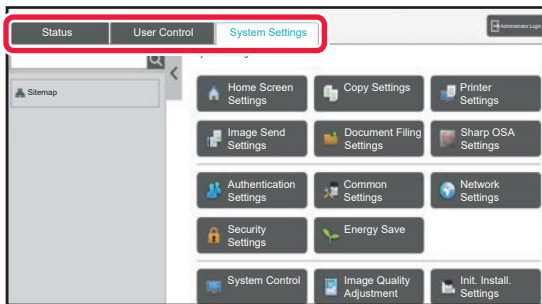 Status
User Control
System Settings
Administrator Login
Sitemap
Home Screen
Settings
Copy Settings
Printer
Settings
Image Send
Settings
Document Filing
Settings
Sharp OSA
Settings
Authentication
Settings
Common
Settings
Network
Settings
Security
Settings
Energy Save
System Control
Image Quality
Adjustment
Init. Install.
Settings